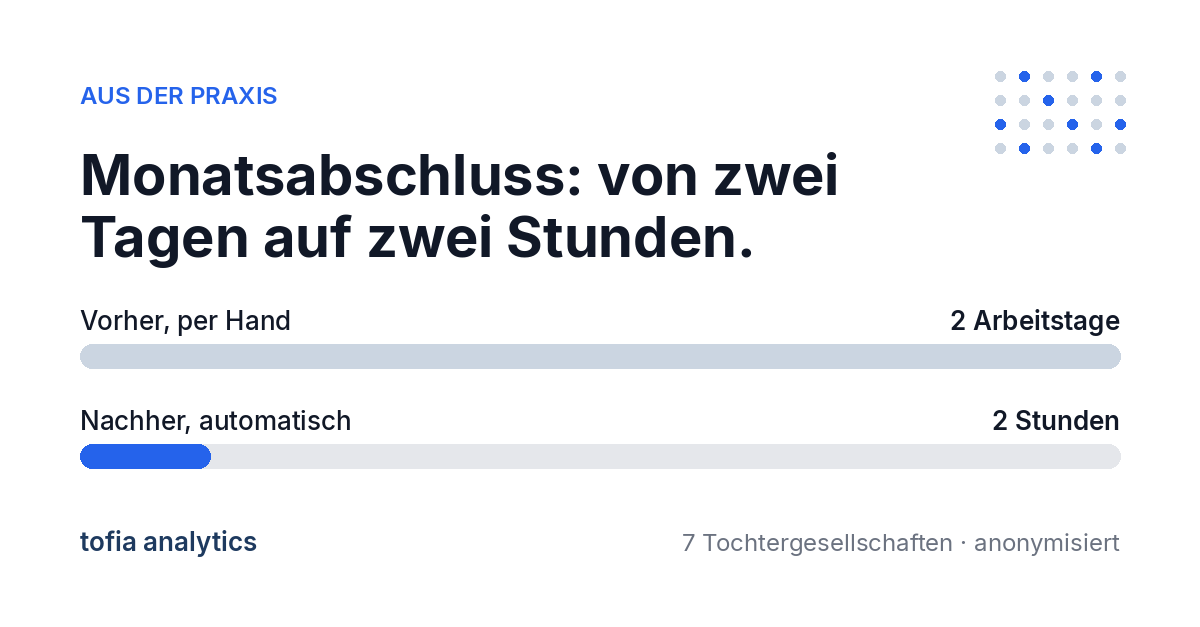 AUS DER PRAXIS
Monatsabschluss: von zwei
Tagen auf zwei Stunden.
Vorher, per Hand
2 Arbeitstage
Nachher, automatisch
2 Stunden
tofia analytics
7 Tochtergesellschaften · anonymisiert